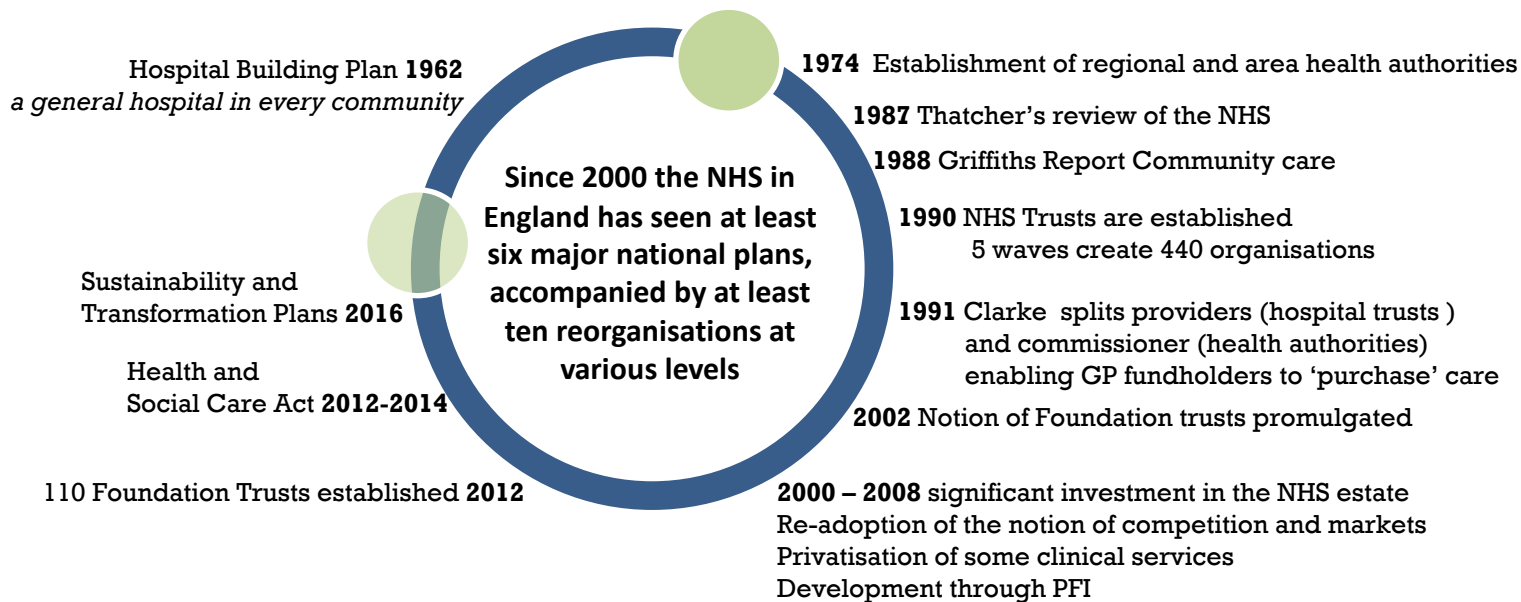 Hospital Building Plan 1962
a general hospital in every community
1974 Establishment of regional and area health authorities
1987 Thatcher’s review of the NHS
1988 Griffiths Report Community care
1990 NHS Trusts are established
5 waves create 440 organisations
1991 Clarke splits providers (hospital trusts )
and commissioner (health authorities)
enabling GP fundholders to ‘purchase’ care
2002 Notion of Foundation trusts promulgated
2000 – 2008 significant investment in the NHS estate
Re-adoption of the notion of competition and markets
Privatisation of some clinical services
Development through PFI
110 Foundation Trusts established 2012
Health and
Social Care Act 2012-2014
Sustainability and
Transformation Plans 2016
Since 2000 the NHS in
England has seen at least
six major national plans,
accompanied by at least
ten reorganisations at
various levels